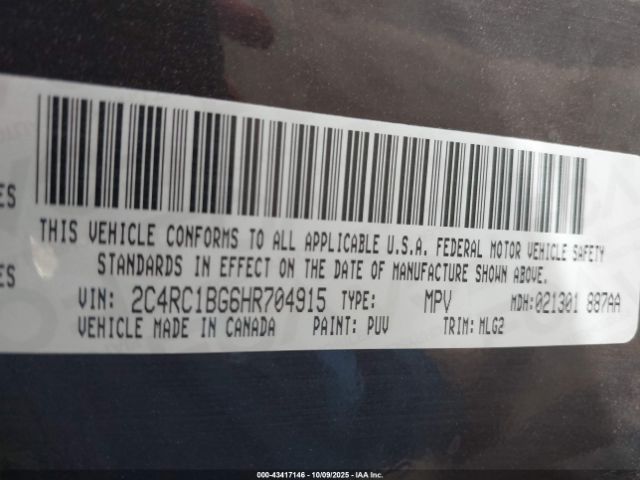 THIS VEHICLE CONFORMS TO ALL APPLICABLE U.S.A. FEDERAL MOTOR VEHICLE SAFETY
STANDARDS IN EFFECT ON THE DATE OF MANUFACTURE SHOWN ABOVE.
VIN: 2C4RC1BG6HR704915 TYPE: MPV MDH:021301 887AA
VEHICLE MADE IN CANADA PAINT: PUV TRIM: MLG2
000-43417146 - 10/09/2025 - IAA Inc.